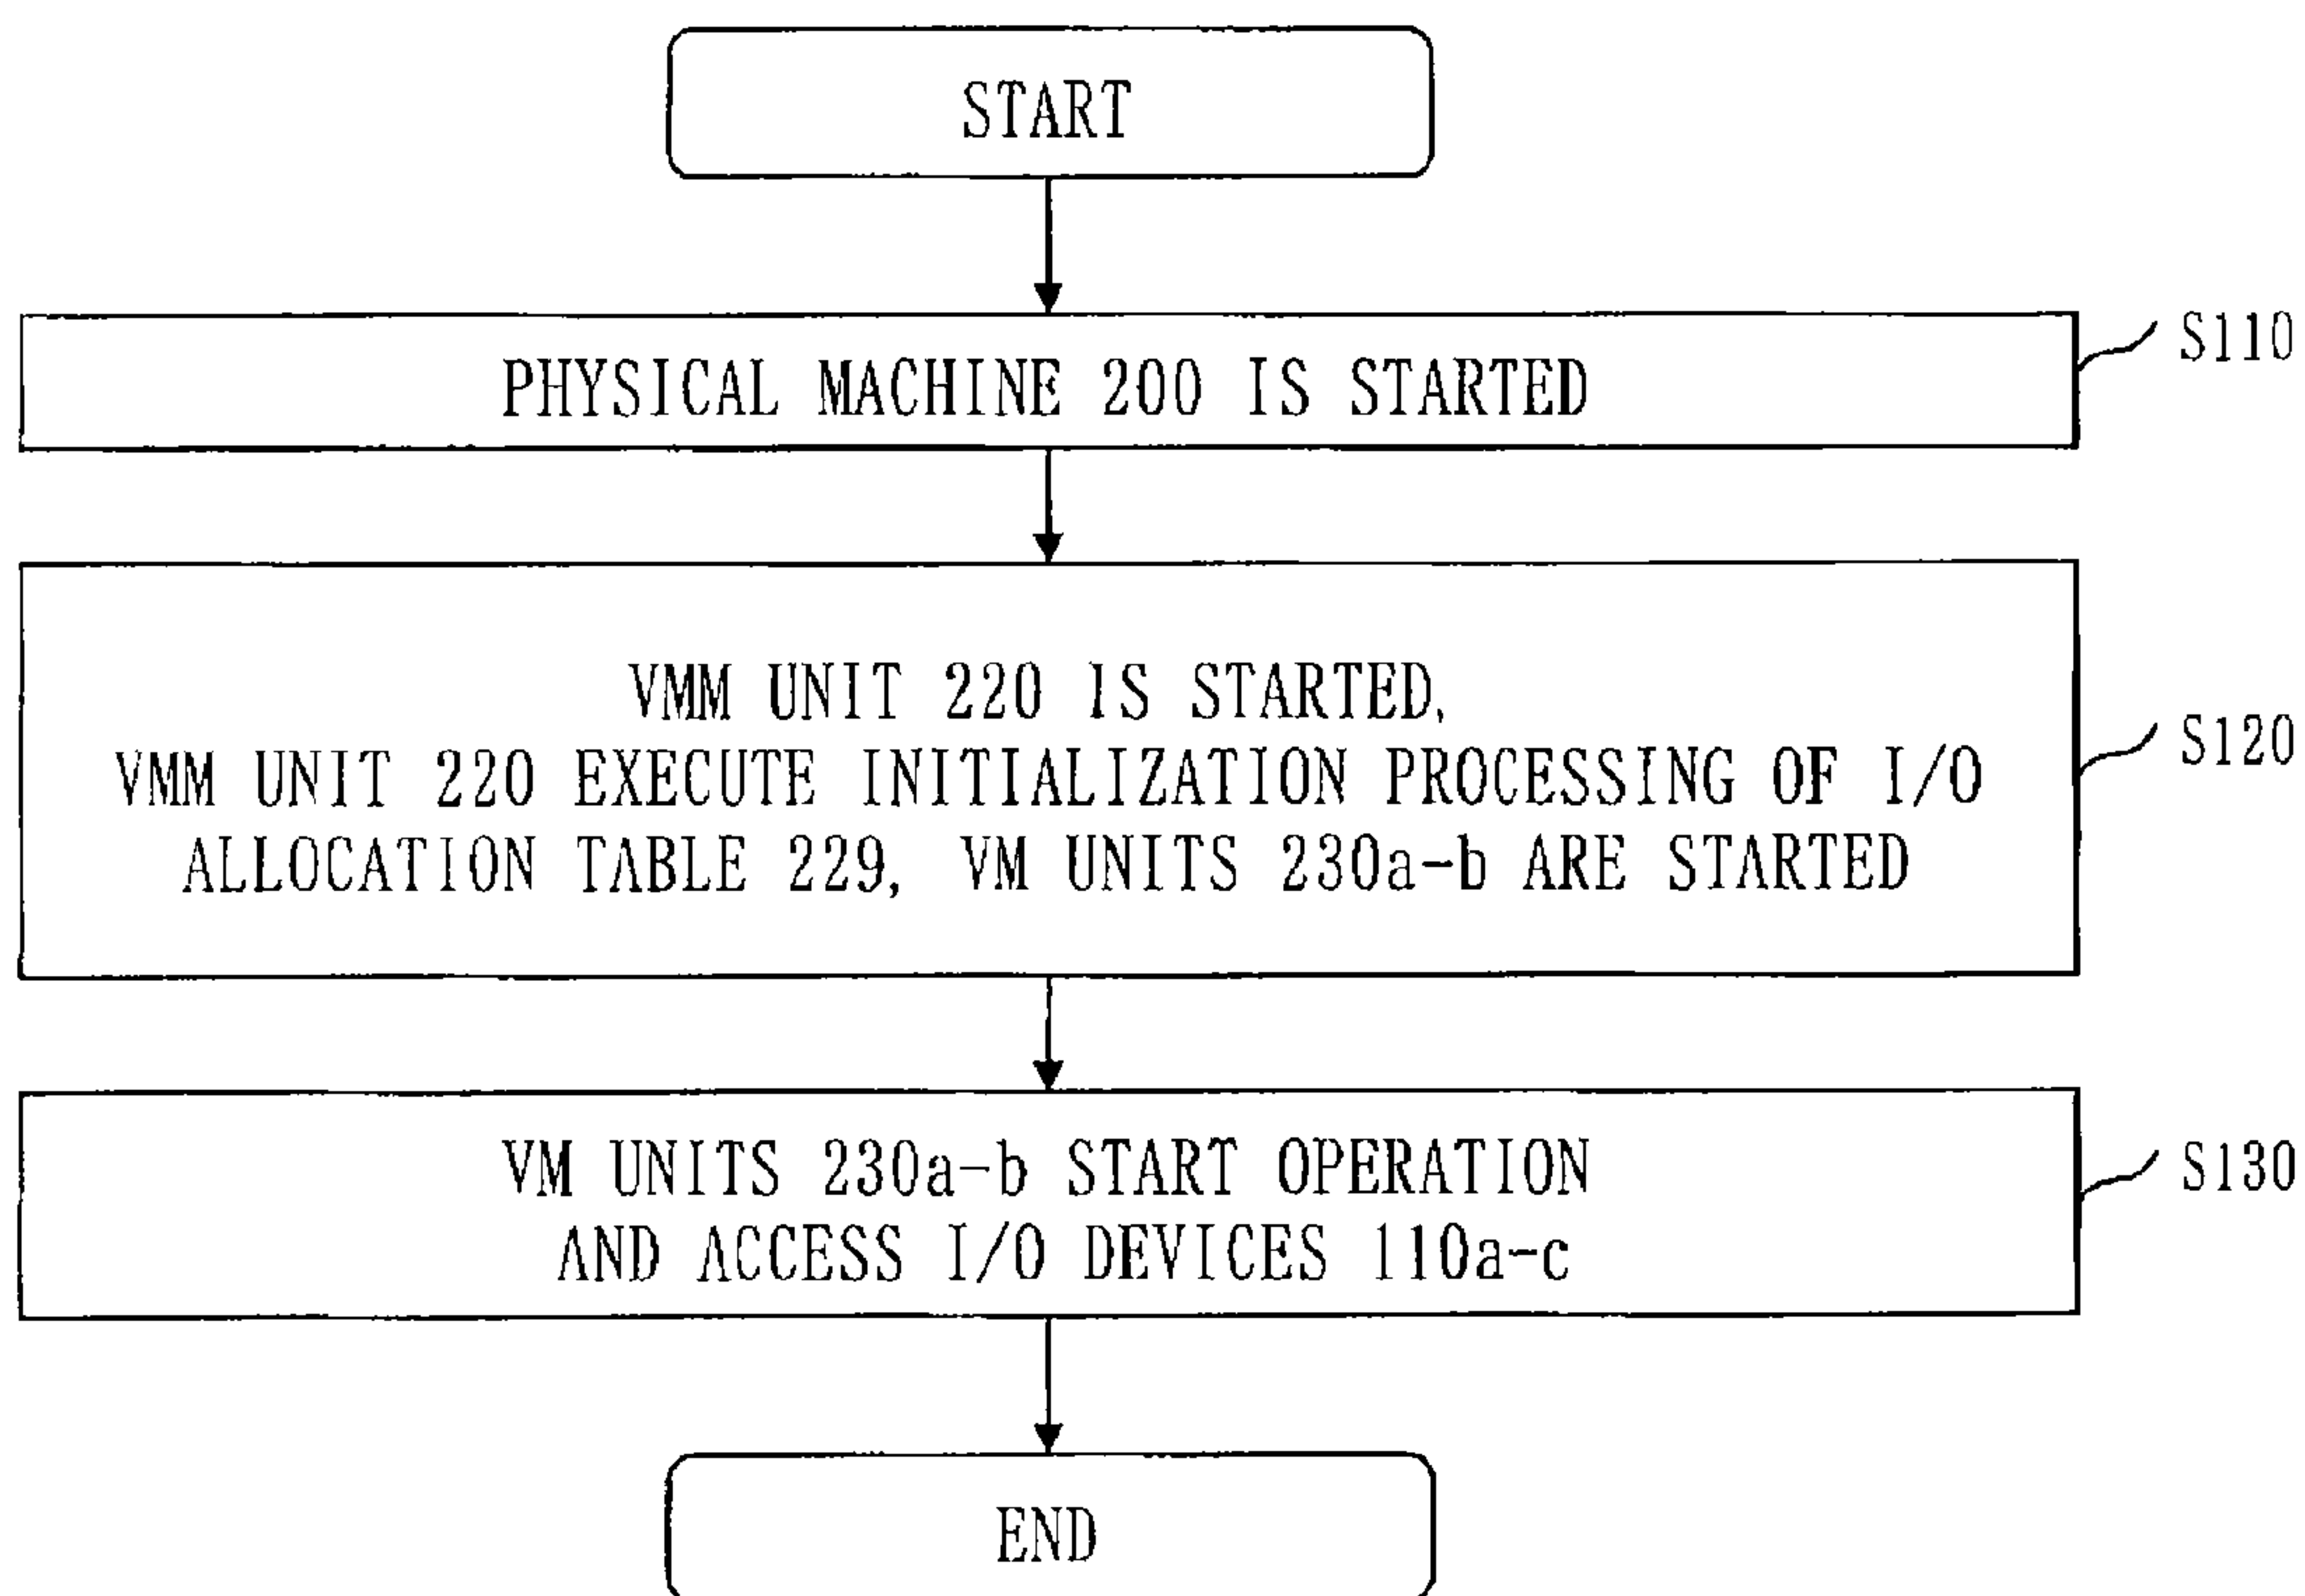 START
PHYSICAL MACHINE 200 IS STARTED
S110
VMM UNIT 220 IS STARTED,
VMM UNIT 220 EXECUTE INITIALIZATION PROCESSING OF I/O
ALLOCATION TABLE 229, VM UNITS 230a-b ARE STARTED
S120
VM UNITS 230a-b START OPERATION
AND ACCESS I/O DEVICES 110a-c
S130
END